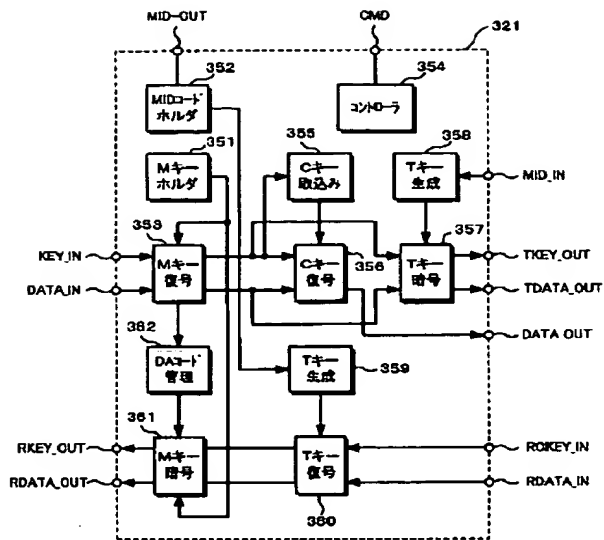 MID-OUT
CMD
321
352
354
MIDコード
ホルダ
コントローラ
351
355
358
Mキー
ホルダ
Cキー
取込み
Tキー
生成
MID_IN
353
357
KEY_IN
Mキー
復号
Cキー
復号
356
Tキー
暗号
TKEY_OUT
DATA_IN
TDATA_OUT
DATA OUT
362
DAコード
管理
Tキー
生成
359
361
RKEY_OUT
Mキー
暗号
Tキー
復号
RCKEY_IN
RDATA_OUT
RDATA_IN
360